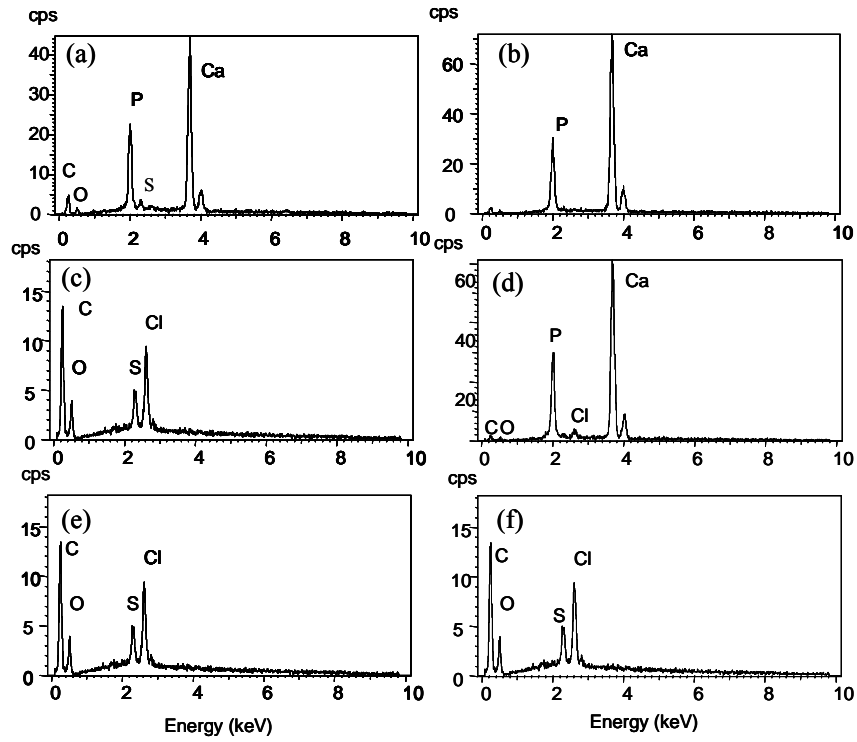 cps cps
(a) (b)
40 Ca Ca
60
30 P
40
20 P
C S 20
10 O
0 0
0 2 4 6 8 10 0 2 4 6 8 10
cps cps
(c) (d)
15 C 60 Ca
Cl P
10 40
O S
5 20 Cl
C O
0 0
0 2 4 6 8 10 0 2 4 6 8 10
cps cps
(e) (f)
15 15
C Cl C Cl
10 10
O S O S
5 5
0 0
0 2 4 6 8 10 0 2 4 6 8 10
Energy (keV) Energy (keV)